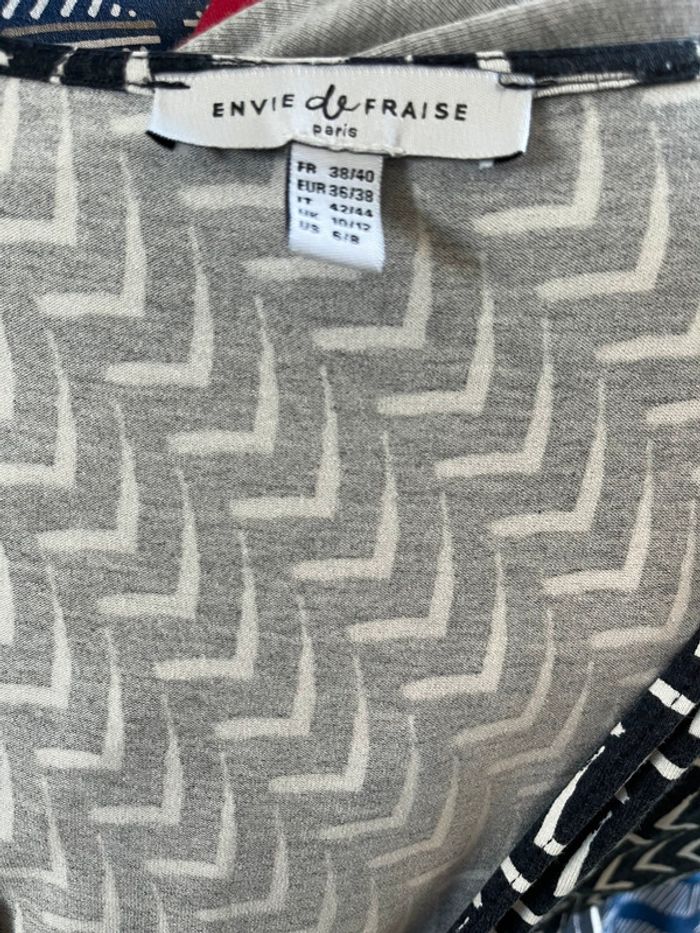 ENVIE de FRAISE
paris
FR 38/40
EUR 36/38
IT 42/44
UK 10/12
US 6/8